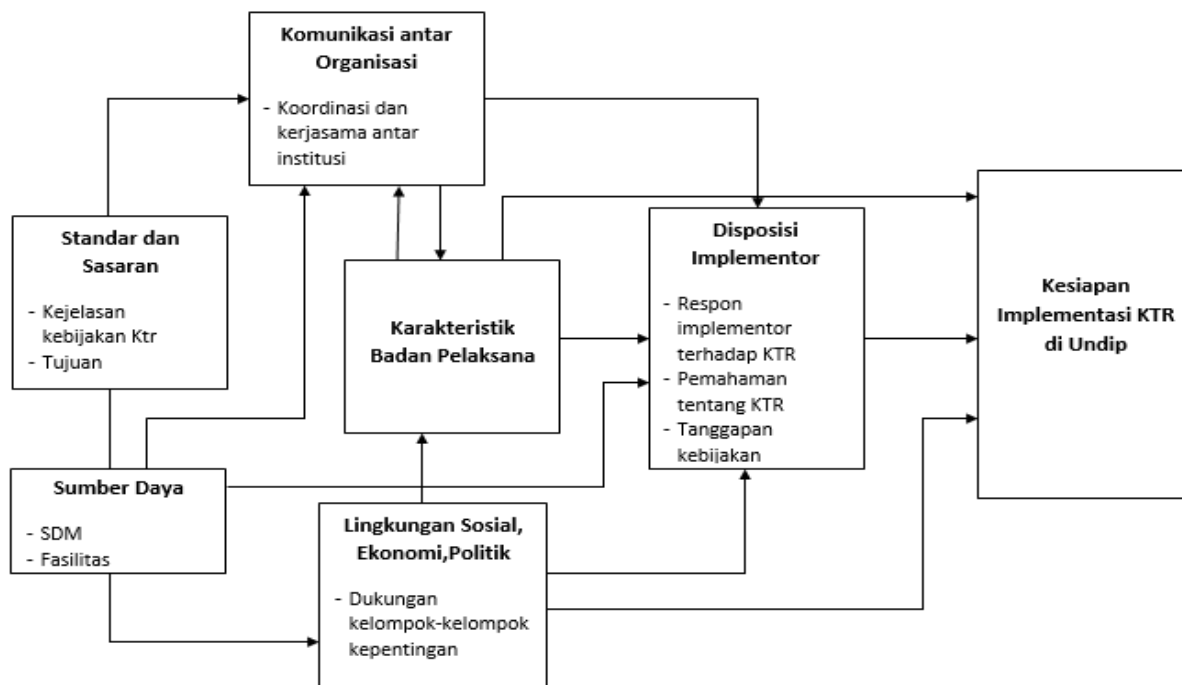 Komunikasi antar
Organisasi
- Koordinasi dan
kerjasama antar
institusi
Standar dan
Sasaran
- Kejelasan
kebijakan Ktr
- Tujuan
Sumber Daya
- SDM
- Fasilitas
Karakteristik
Badan Pelaksana
Lingkungan Sosial,
Ekonomi,Politik
- Dukungan
kelompok-kelompok
kepentingan
Disposisi
Implementor
- Respon
implementor
terhadap KTR
- Pemahaman
tentang KTR
- Tanggapan
kebijakan
Kesiapan
Implementasi KTR
di Undip